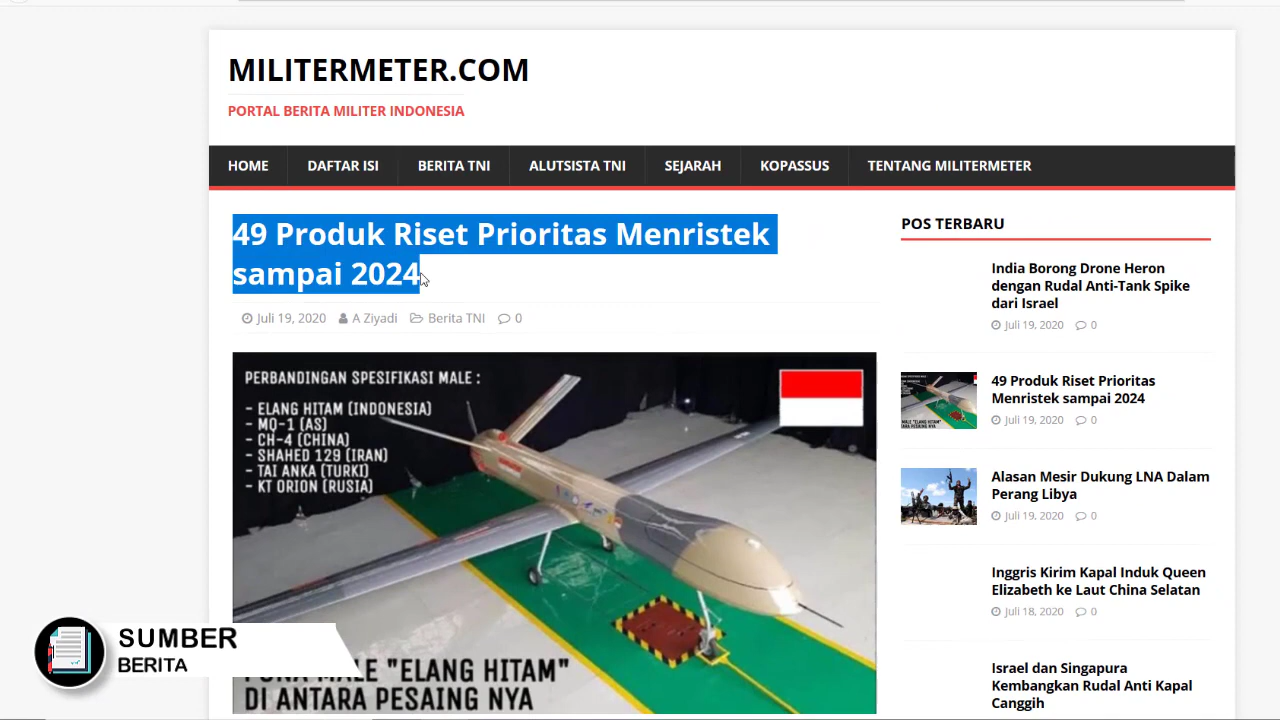 MILITERMETER.COM
PORTAL BERITA MILITER INDONESIA
HOME
DAFTAR ISI
BERITA TNI
ALUTSISTA TNI
SEJARAH
KOPASSUS
TENTANG MILITERMETER
49 Produk Riset Prioritas Menristek
sampai 2024
Juli 19, 2020 A Ziyadi Berita TNI 0
PERBANDINGAN SPESIFIKASI MALE :
- ELANG HITAM (INDONESIA)
- MQ-1 (AS)
- CH-4 (CHINA)
- SHAHED 129 (IRAN)
- TAI ANKA (TURKI)
- KT ORION (RUSIA)
MALE "ELANG HITAM"
DI ANTARA PESAING NYA
SUMBER
BERITA
POS TERBARU
India Borong Drone Heron
dengan Rudal Anti-Tank Spike
dari Israel
Juli 19, 2020 0
49 Produk Riset Prioritas
Menristek sampai 2024
Juli 19, 2020 0
Alasan Mesir Dukung LNA Dalam
Perang Libya
Juli 19, 2020 0
Inggris Kirim Kapal Induk Queen
Elizabeth ke Laut China Selatan
Juli 18, 2020 0
Israel dan Singapura
Kembangkan Rudal Anti Kapal
Canggih